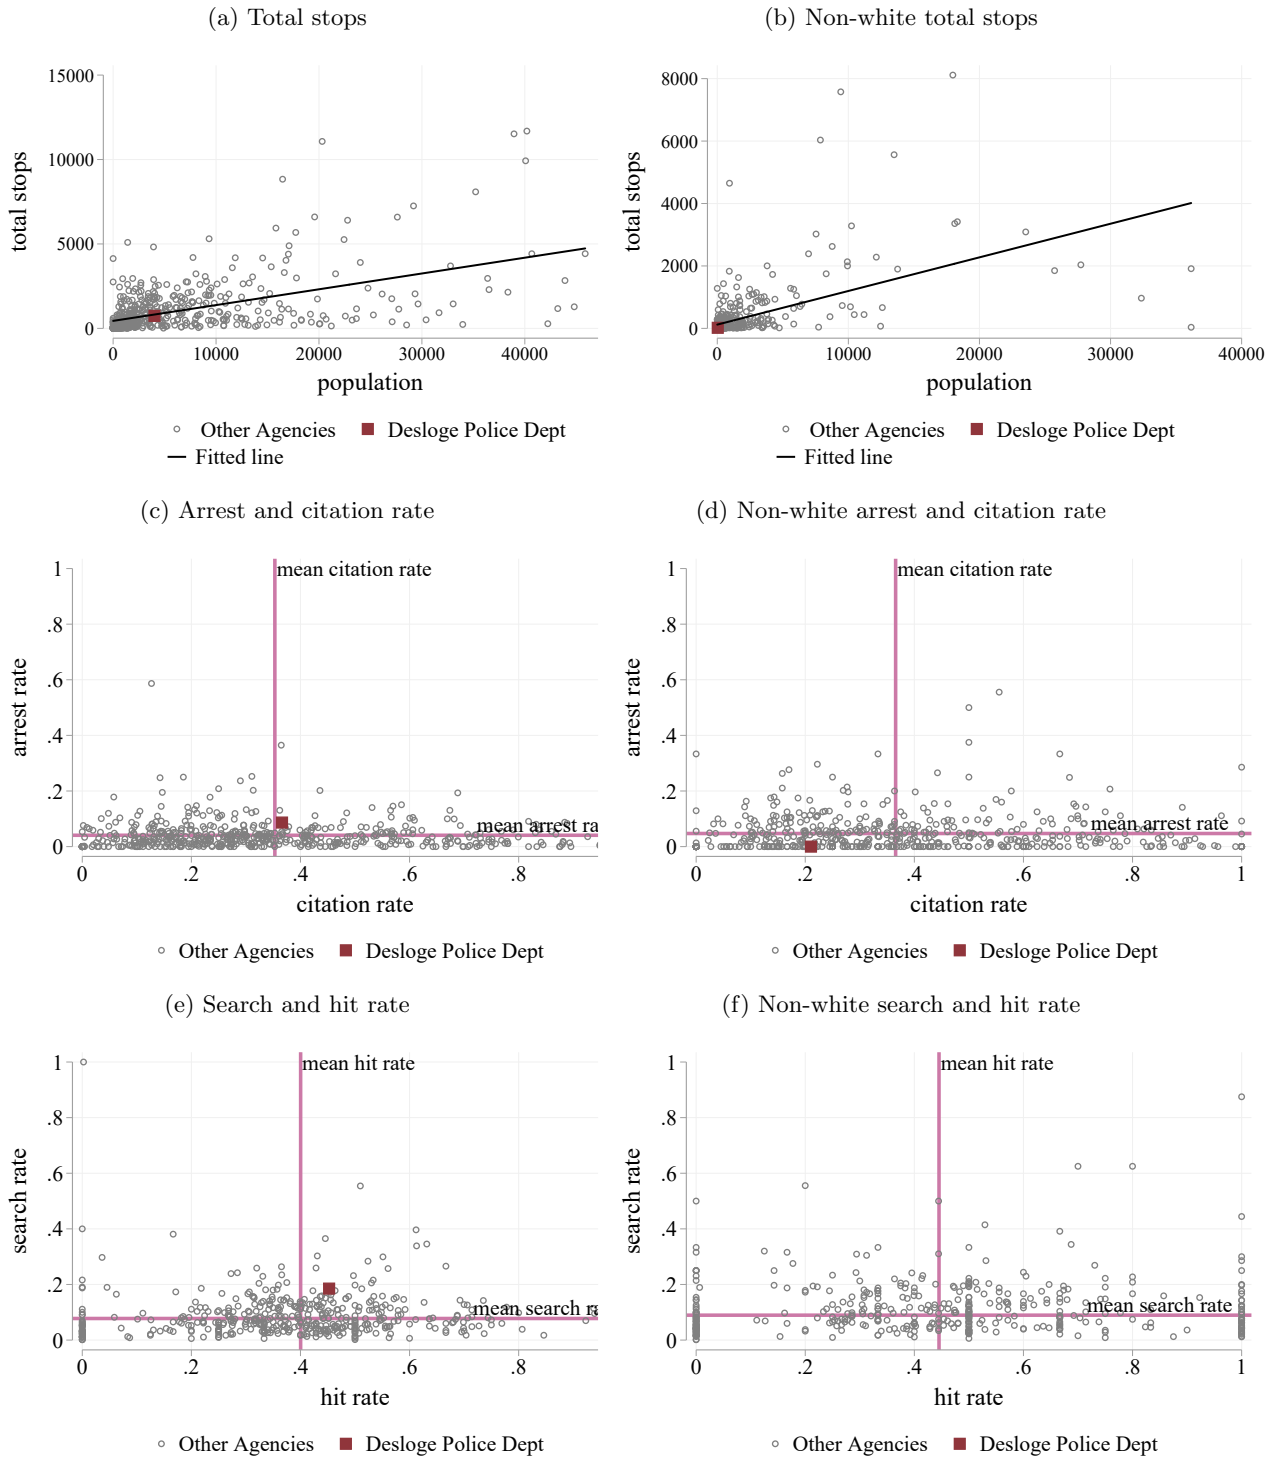 (a) Total stops
(b) Non-white total stops
total stops
15000
10000
5000
0
0 10000 20000 30000 40000
population
Other Agencies Desloge Police Dept
Fitted line
total stops
8000
6000
4000
2000
0
0 10000 20000 30000 40000
population
Other Agencies Desloge Police Dept
Fitted line
(c) Arrest and citation rate
(d) Non-white arrest and citation rate
arrest rate
1
.8
.6
.4
.2
0
mean citation rate
mean arrest ra
0 .2 .4 .6 .8
citation rate
Other Agencies Desloge Police Dept
arrest rate
1
.8
.6
.4
.2
0
mean citation rate
mean arrest rate
0 .2 .4 .6 .8 1
citation rate
Other Agencies Desloge Police Dept
(e) Search and hit rate
(f) Non-white search and hit rate
search rate
1
.8
.6
.4
.2
0
mean hit rate
mean search ra
0 .2 .4 .6 .8
hit rate
Other Agencies Desloge Police Dept
search rate
1
.8
.6
.4
.2
0
mean hit rate
mean search rate
0 .2 .4 .6 .8 1
hit rate
Other Agencies Desloge Police Dept